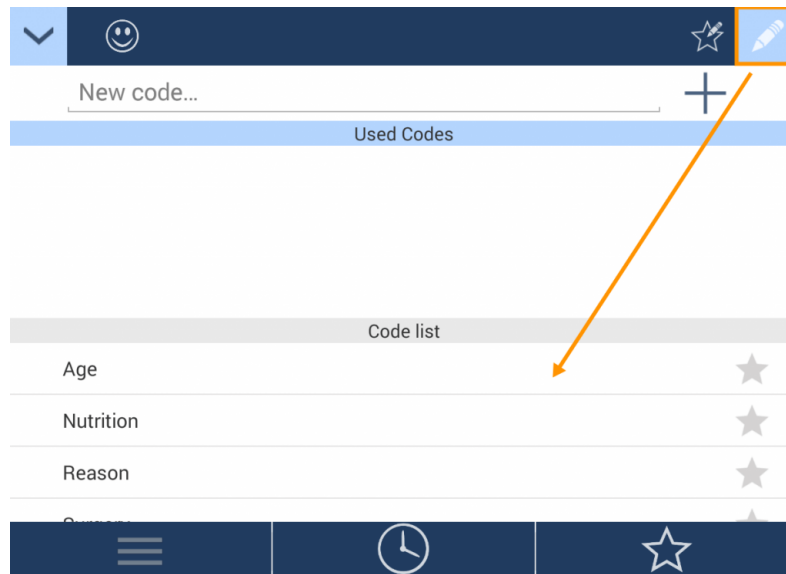 New code...
Used Codes
Code list
Age
Nutrition
Reason